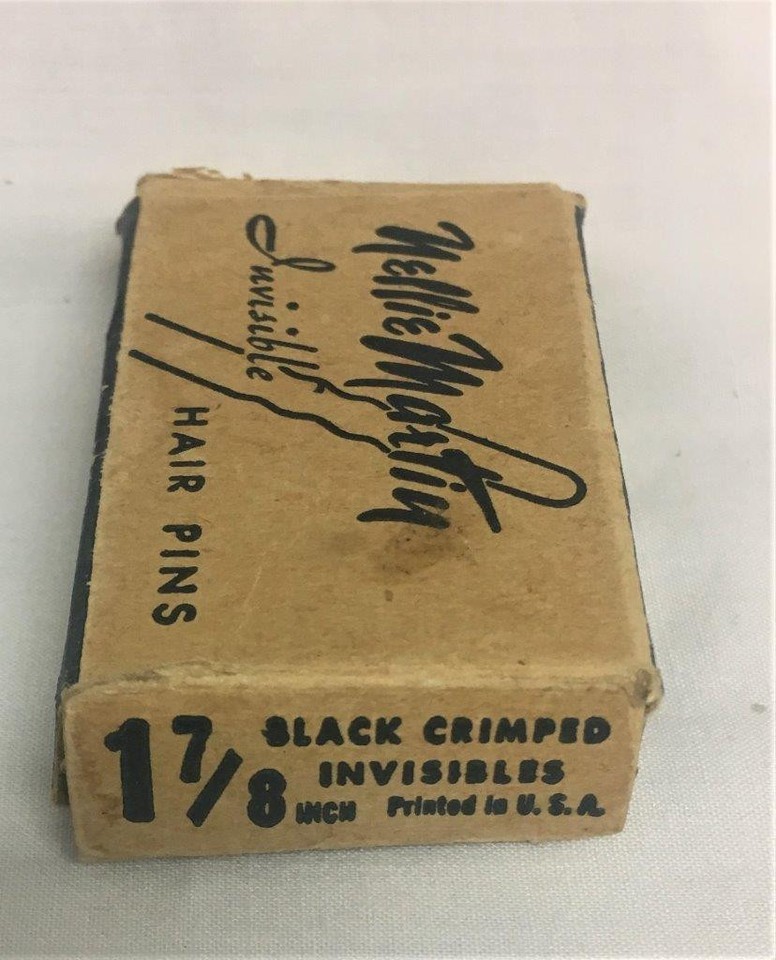 Nellie Martin
Invisible
HAIR PINS
1 7/8 INCH
BLACK CRIMPED
INVISIBLES
Printed in U.S.A.